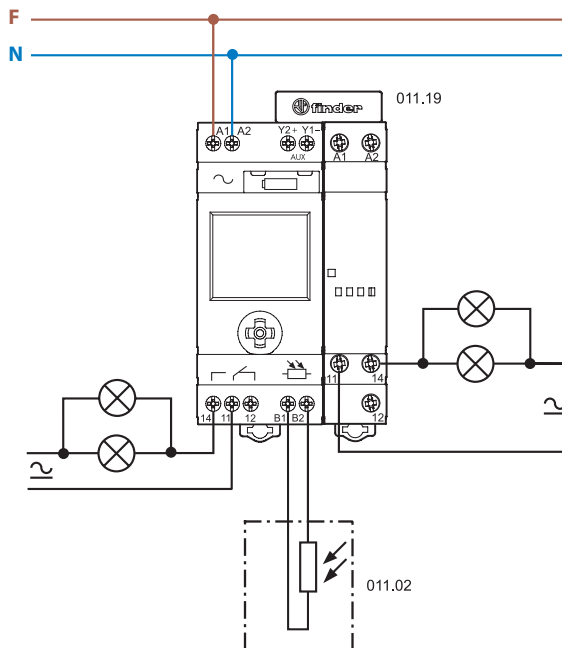 F
N
finder
011.19
A1 A2 Y2+ Y1–
AUX
A1 A2
11 14
14 11 12 B1 B2
12
011.02